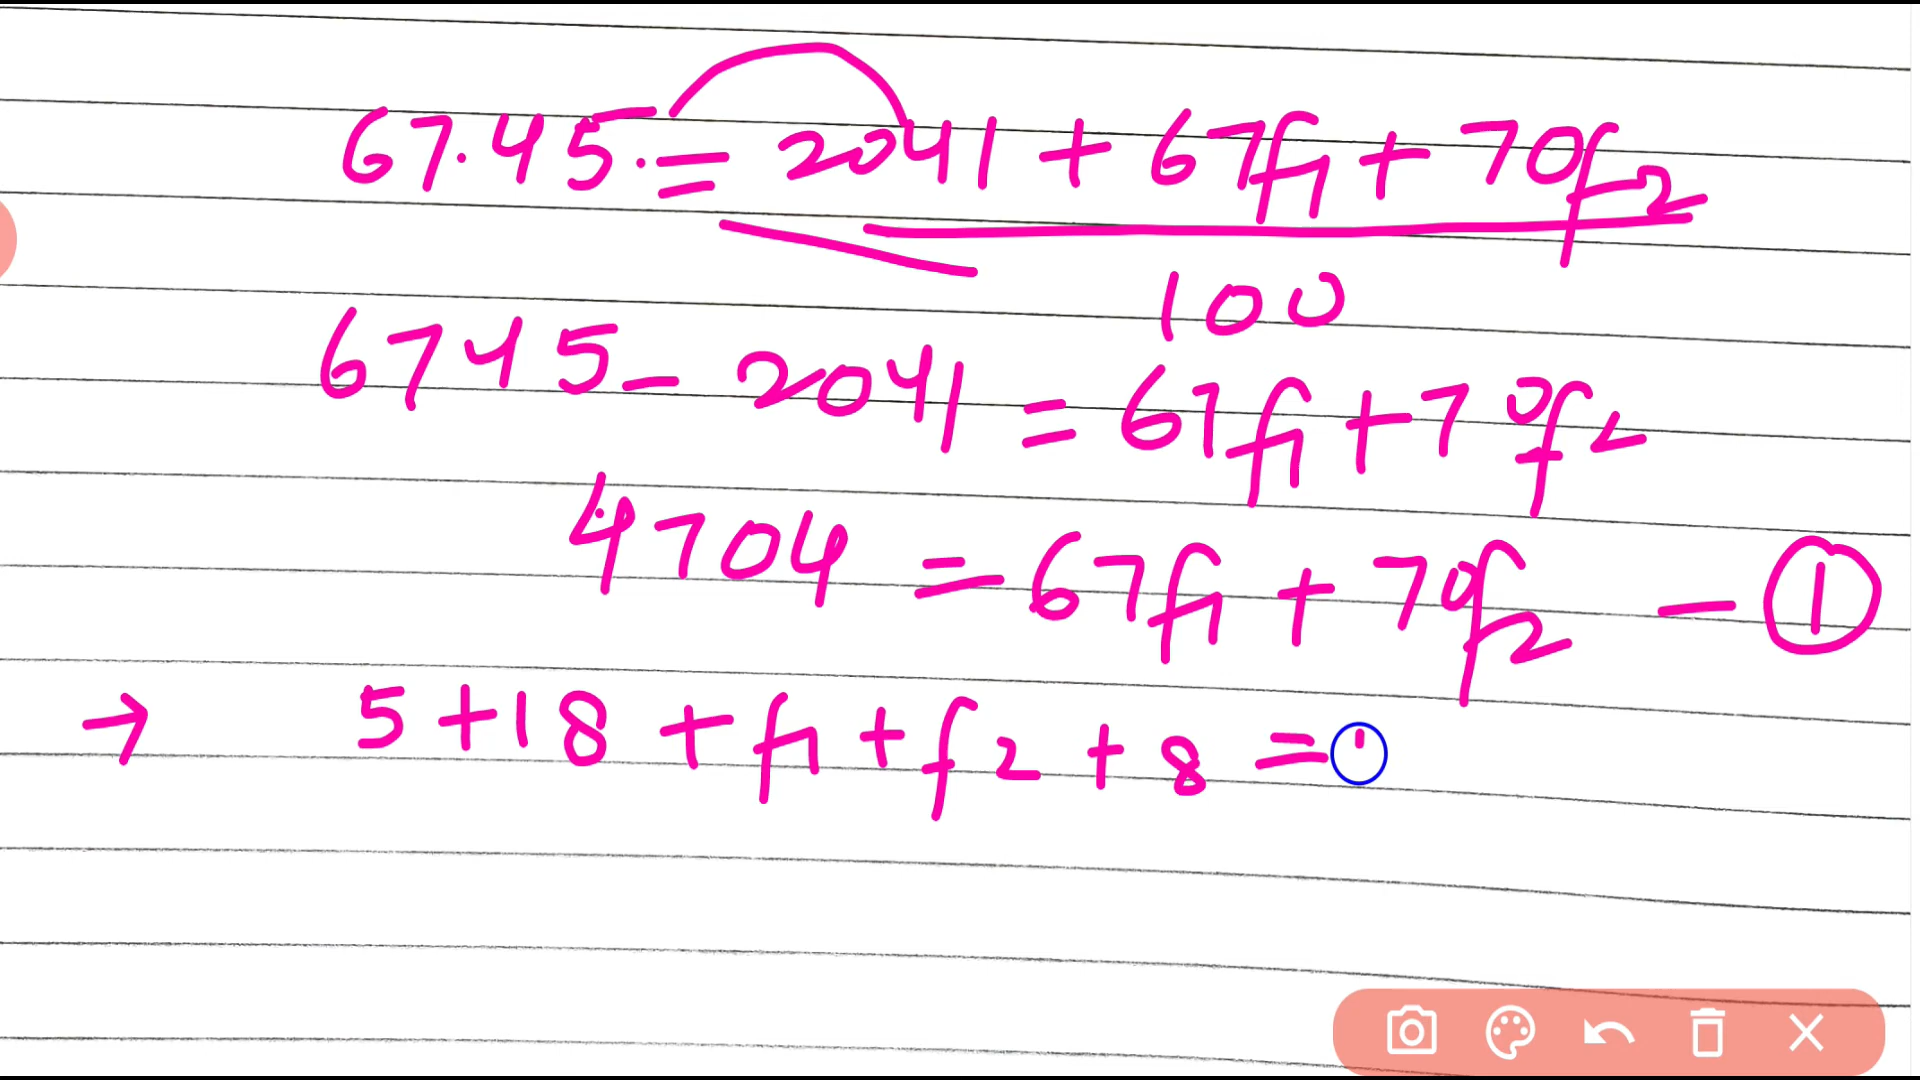 67.45 = 2041 + 67f1 + 70f2
100
6745 - 2041 = 67f1 + 70f2
4704 = 67f1 + 70f2 - 1
→ 5 + 18 + f1 + f2 + 8 =